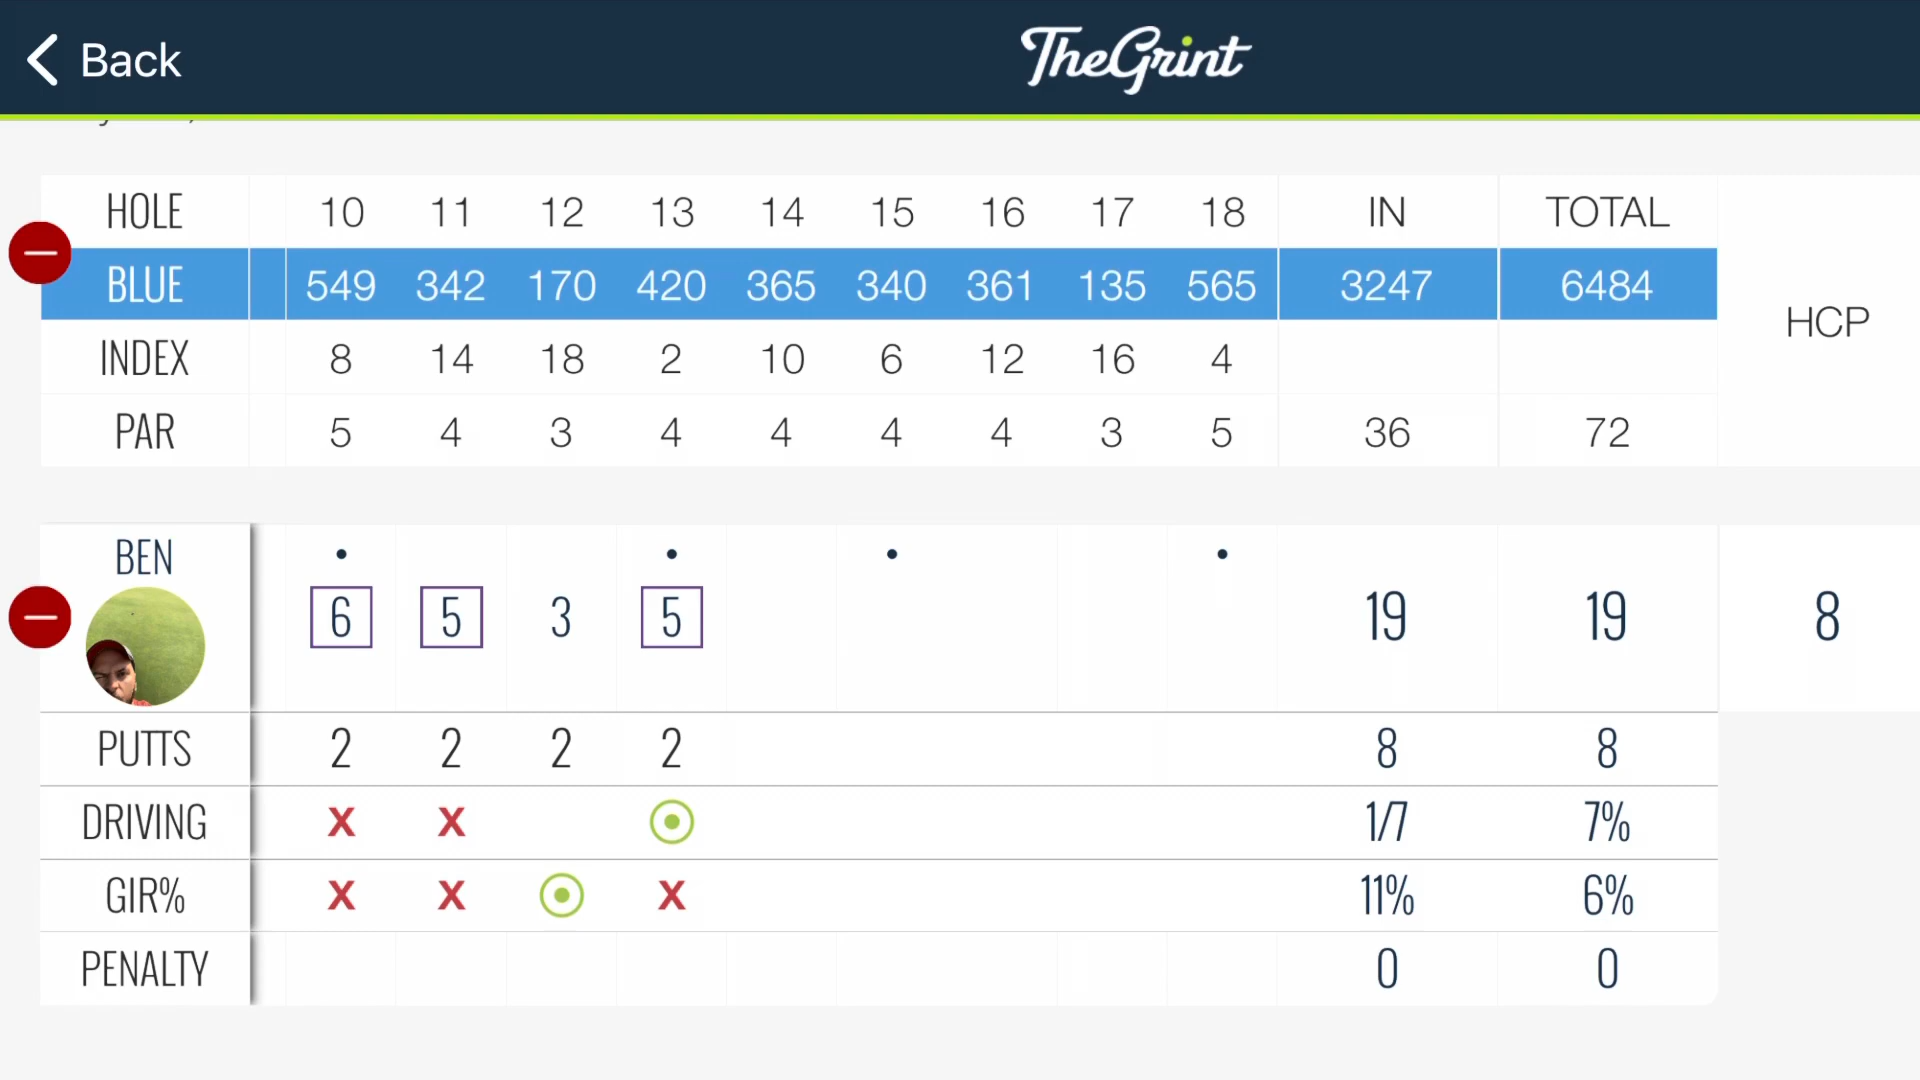 Back
TheGrint
HOLE 10 11 12 13 14 15 16 17 18 IN TOTAL
BLUE 549 342 170 420 365 340 361 135 565 3247 6484
HCP
INDEX 8 14 18 2 10 6 12 16 4
PAR 5 4 3 4 4 4 4 3 5 36 72
BEN
6 5 3 5 19 19 8
PUTTS 2 2 2 2 8 8
DRIVING X X 1/7 7%
GIR% X X X 11% 6%
PENALTY 0 0